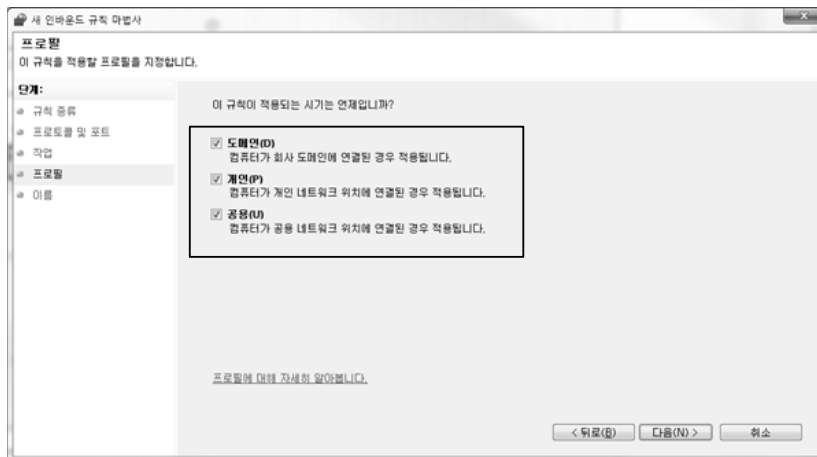 새 인바운드 규칙 마법사
프로필
이 규칙을 적용할 프로필을 지정합니다.
단계:
규칙 종류
프로토콜 및 포트
작업
프로필
이름
이 규칙이 적용되는 시기는 언제입니까?
도메인(D)
컴퓨터가 회사 도메인에 연결된 경우 적용됩니다.
개인(P)
컴퓨터가 개인 네트워크 위치에 연결된 경우 적용됩니다.
공용(U)
컴퓨터가 공용 네트워크 위치에 연결된 경우 적용됩니다.
프로필에 대해 자세히 알아봅니다.
< 뒤로(B) 다음(N) > 취소